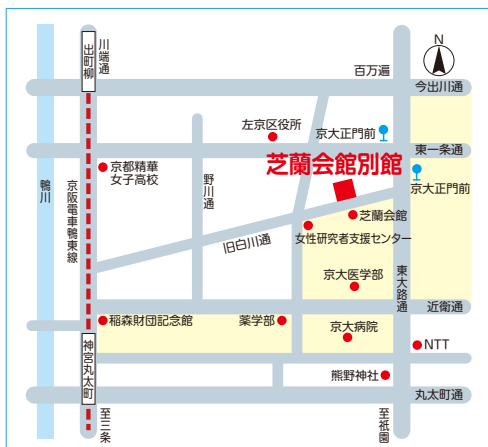 N
川端通
出町柳
百万遍
今出川通
左京区役所
京大正門前
東一条通
京都精華
女子高校
芝蘭会館別館
京大正門前
鴨川
京阪電車鴨東線
野川通
芝蘭会館
旧白川通
女性研究者支援センター
京大医学部
東大路通
近衛通
稲森財団記念館
薬学部
京大病院
NTT
神宮丸太町
熊野神社
丸太町通
至三条
至祇園